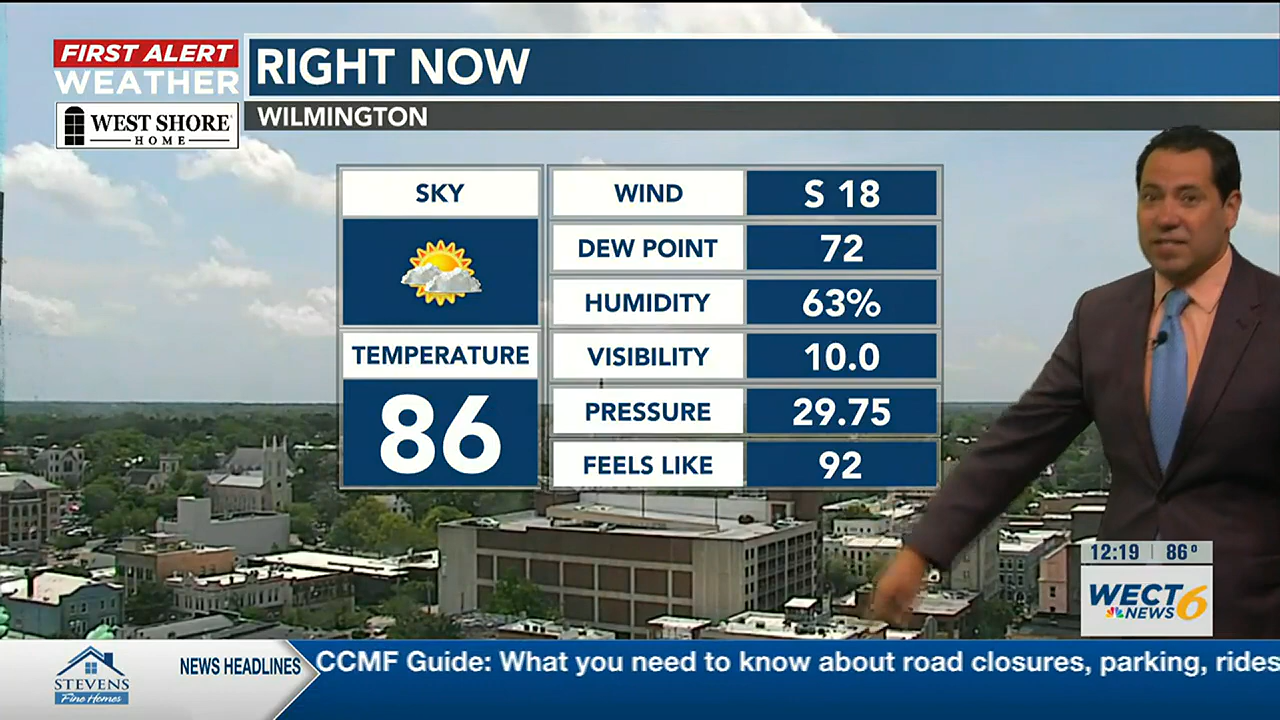 FIRST ALERT
WEATHER
WEST SHORE
HOME
RIGHT NOW
WILMINGTON
SKY
TEMPERATURE
86
WIND S 18
DEW POINT 72
HUMIDITY 63%
VISIBILITY 10.0
PRESSURE 29.75
FEELS LIKE 92
12:19 86°
WECT 6
NEWS
STEVENS
Fine Homes
NEWS HEADLINES
CCMF Guide: What you need to know about road closures, parking, rides